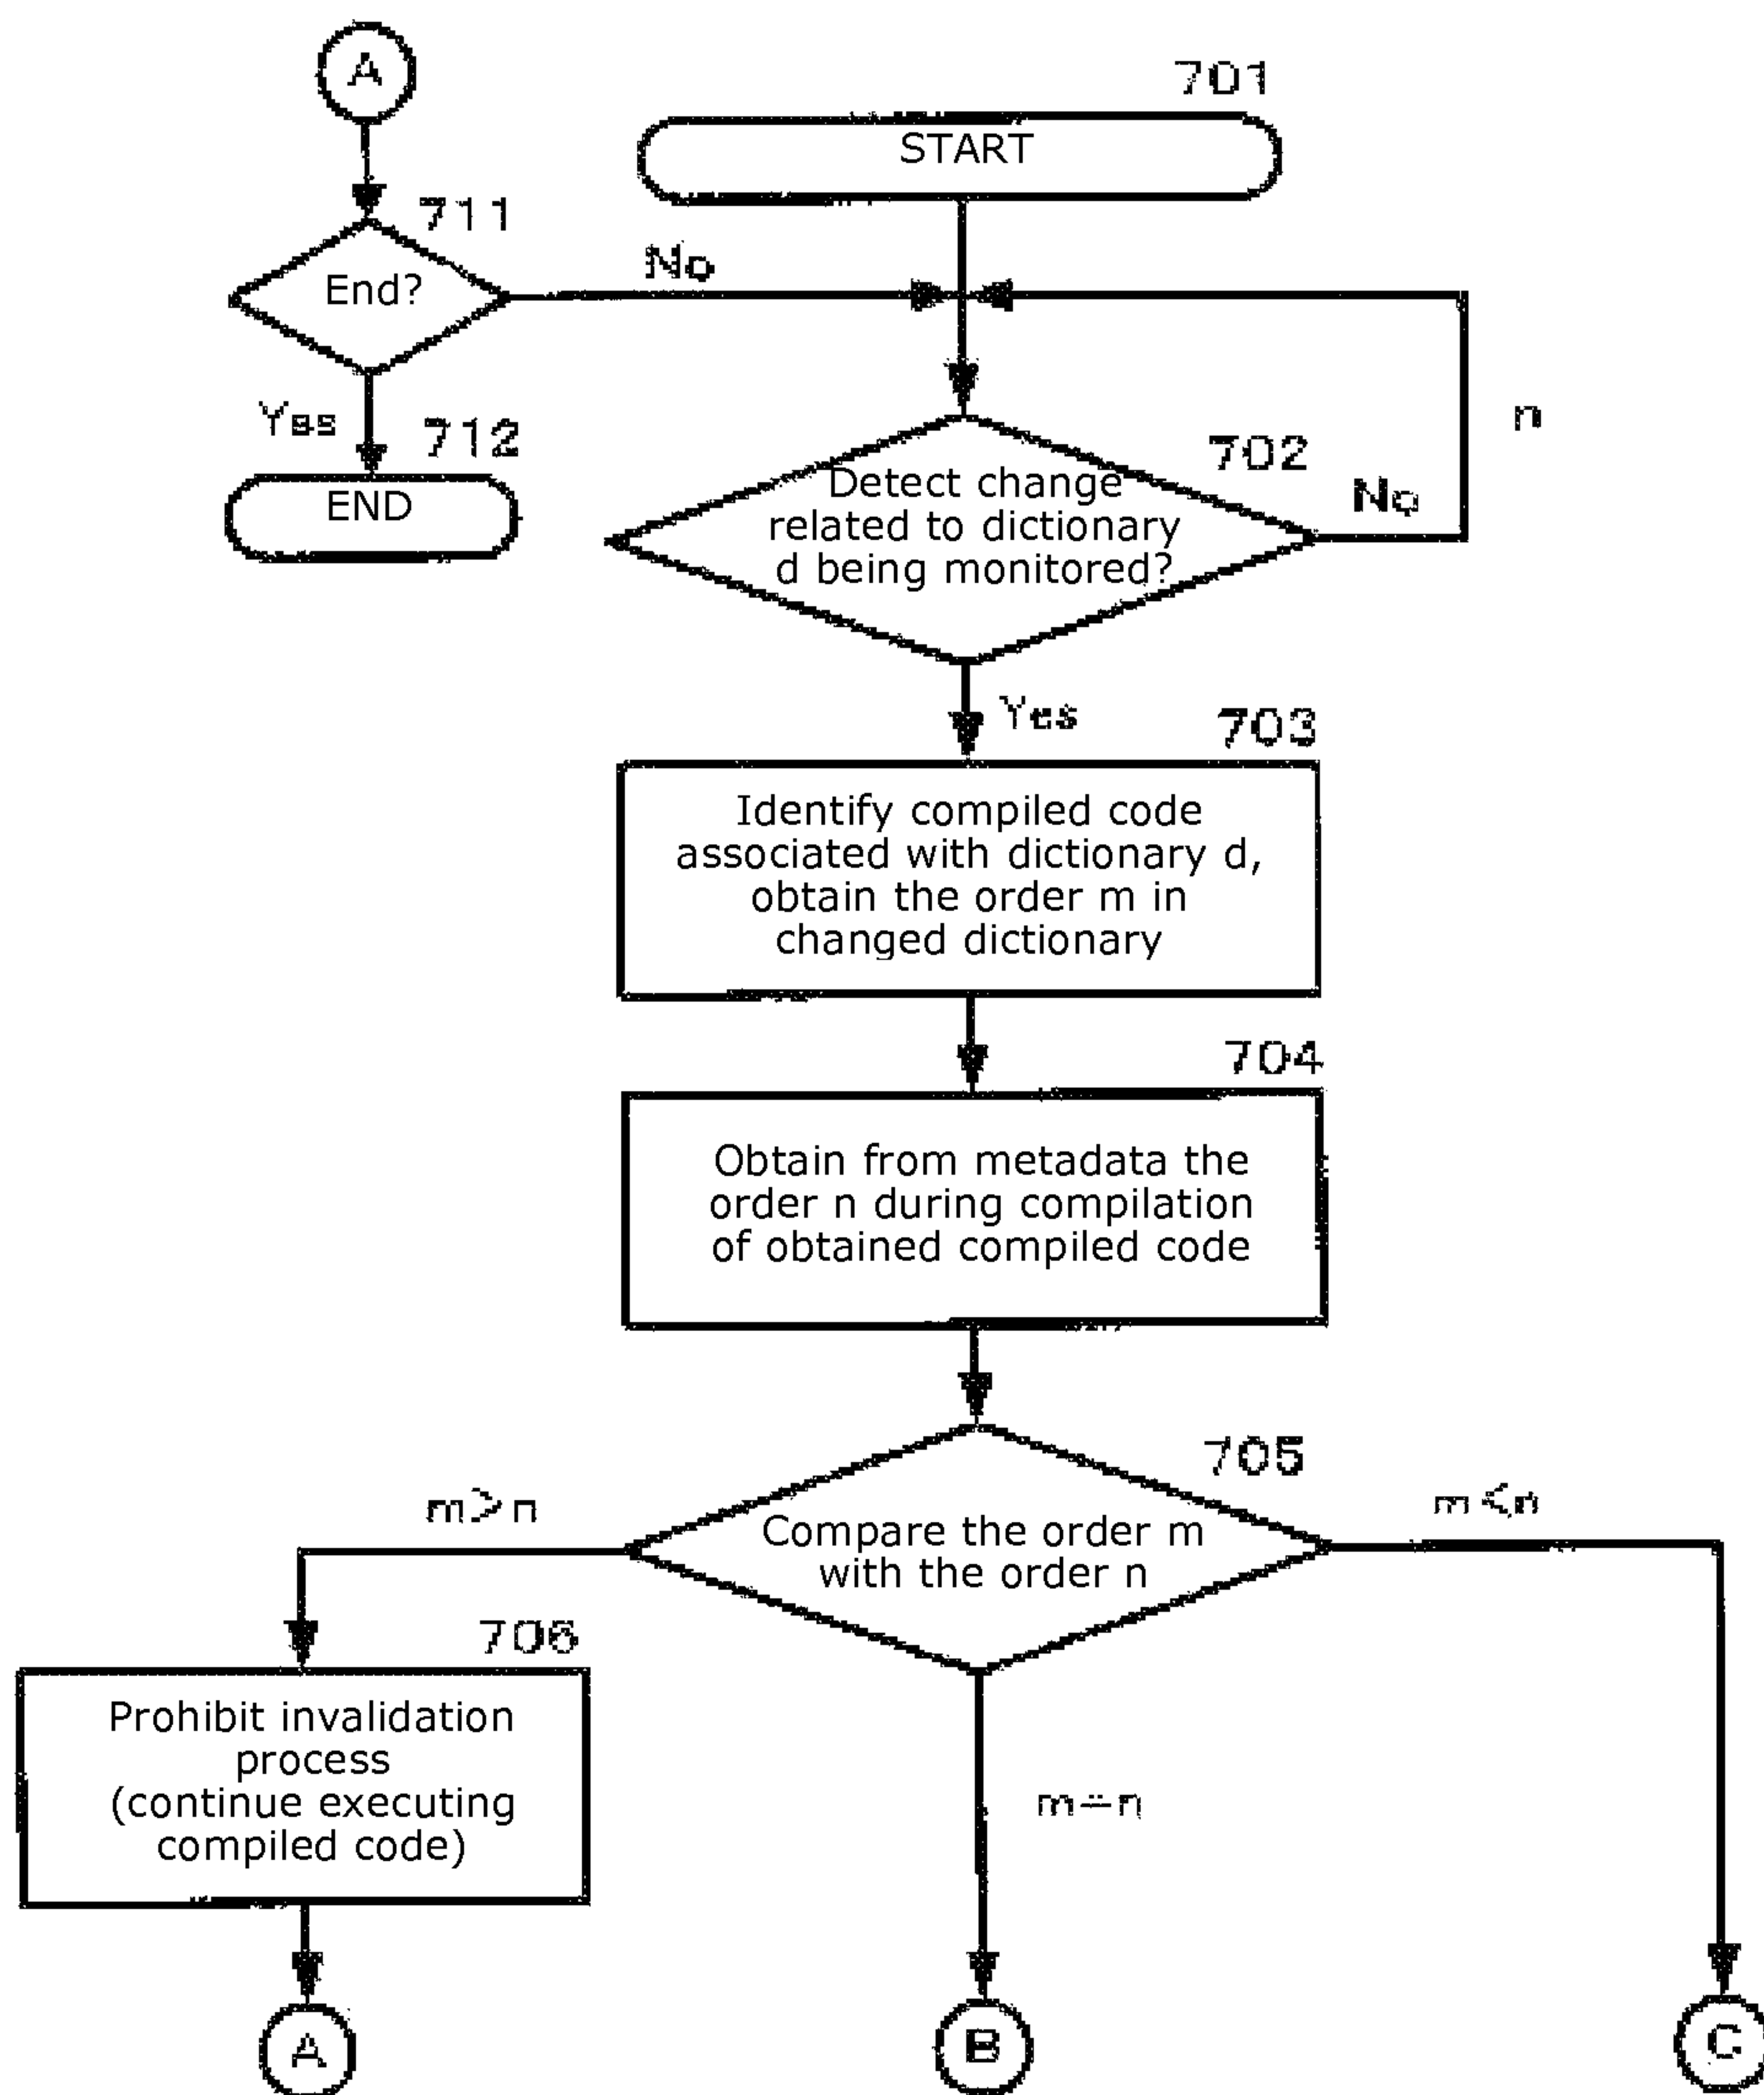 A
701
START
711
End?
No
Yes
712
END
n
702
Detect change
related to dictionary
d being monitored?
No
Yes
703
Identify compiled code
associated with dictionary d,
obtain the order m in
changed dictionary
704
Obtain from metadata the
order n during compilation
of obtained compiled code
705
m>n
Compare the order m
with the order n
m<n
706
Prohibit invalidation
process
(continue executing
compiled code)
m=n
A
B
C